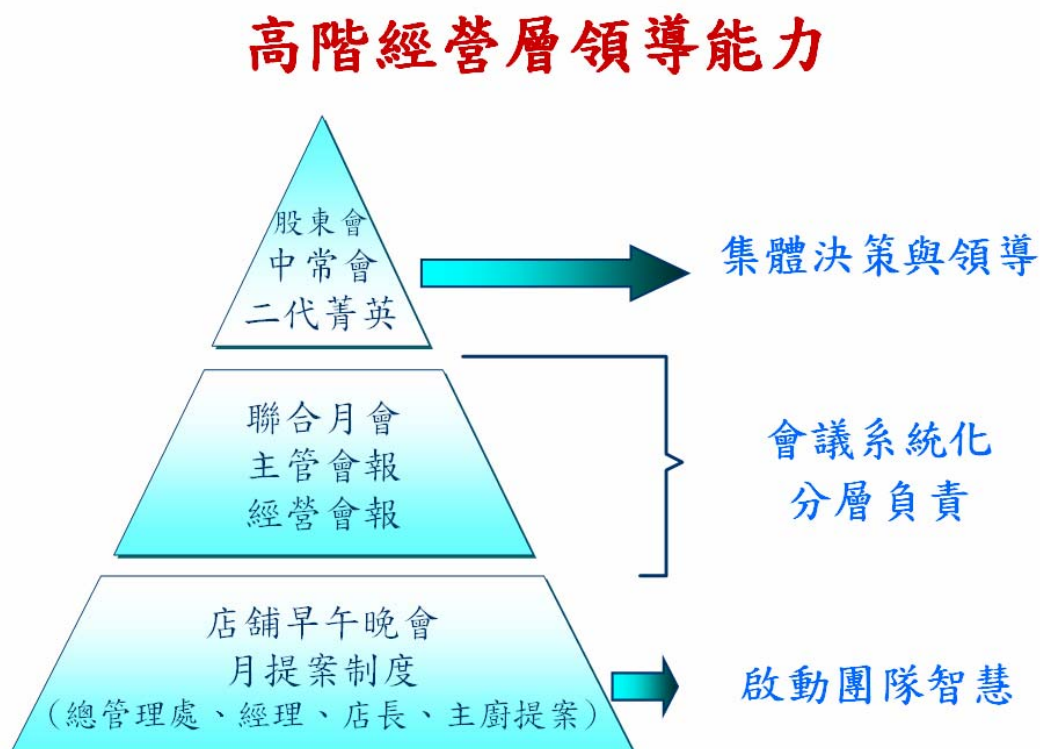 高階經營層領導能力
股東會
中常會
二代菁英
集體決策與領導
聯合月會
主管會報
經營會報
會議系統化
分層負責
店舖早午晚會
月提案制度
（總管理處、經理、店長、主廚提案）
啟動團隊智慧